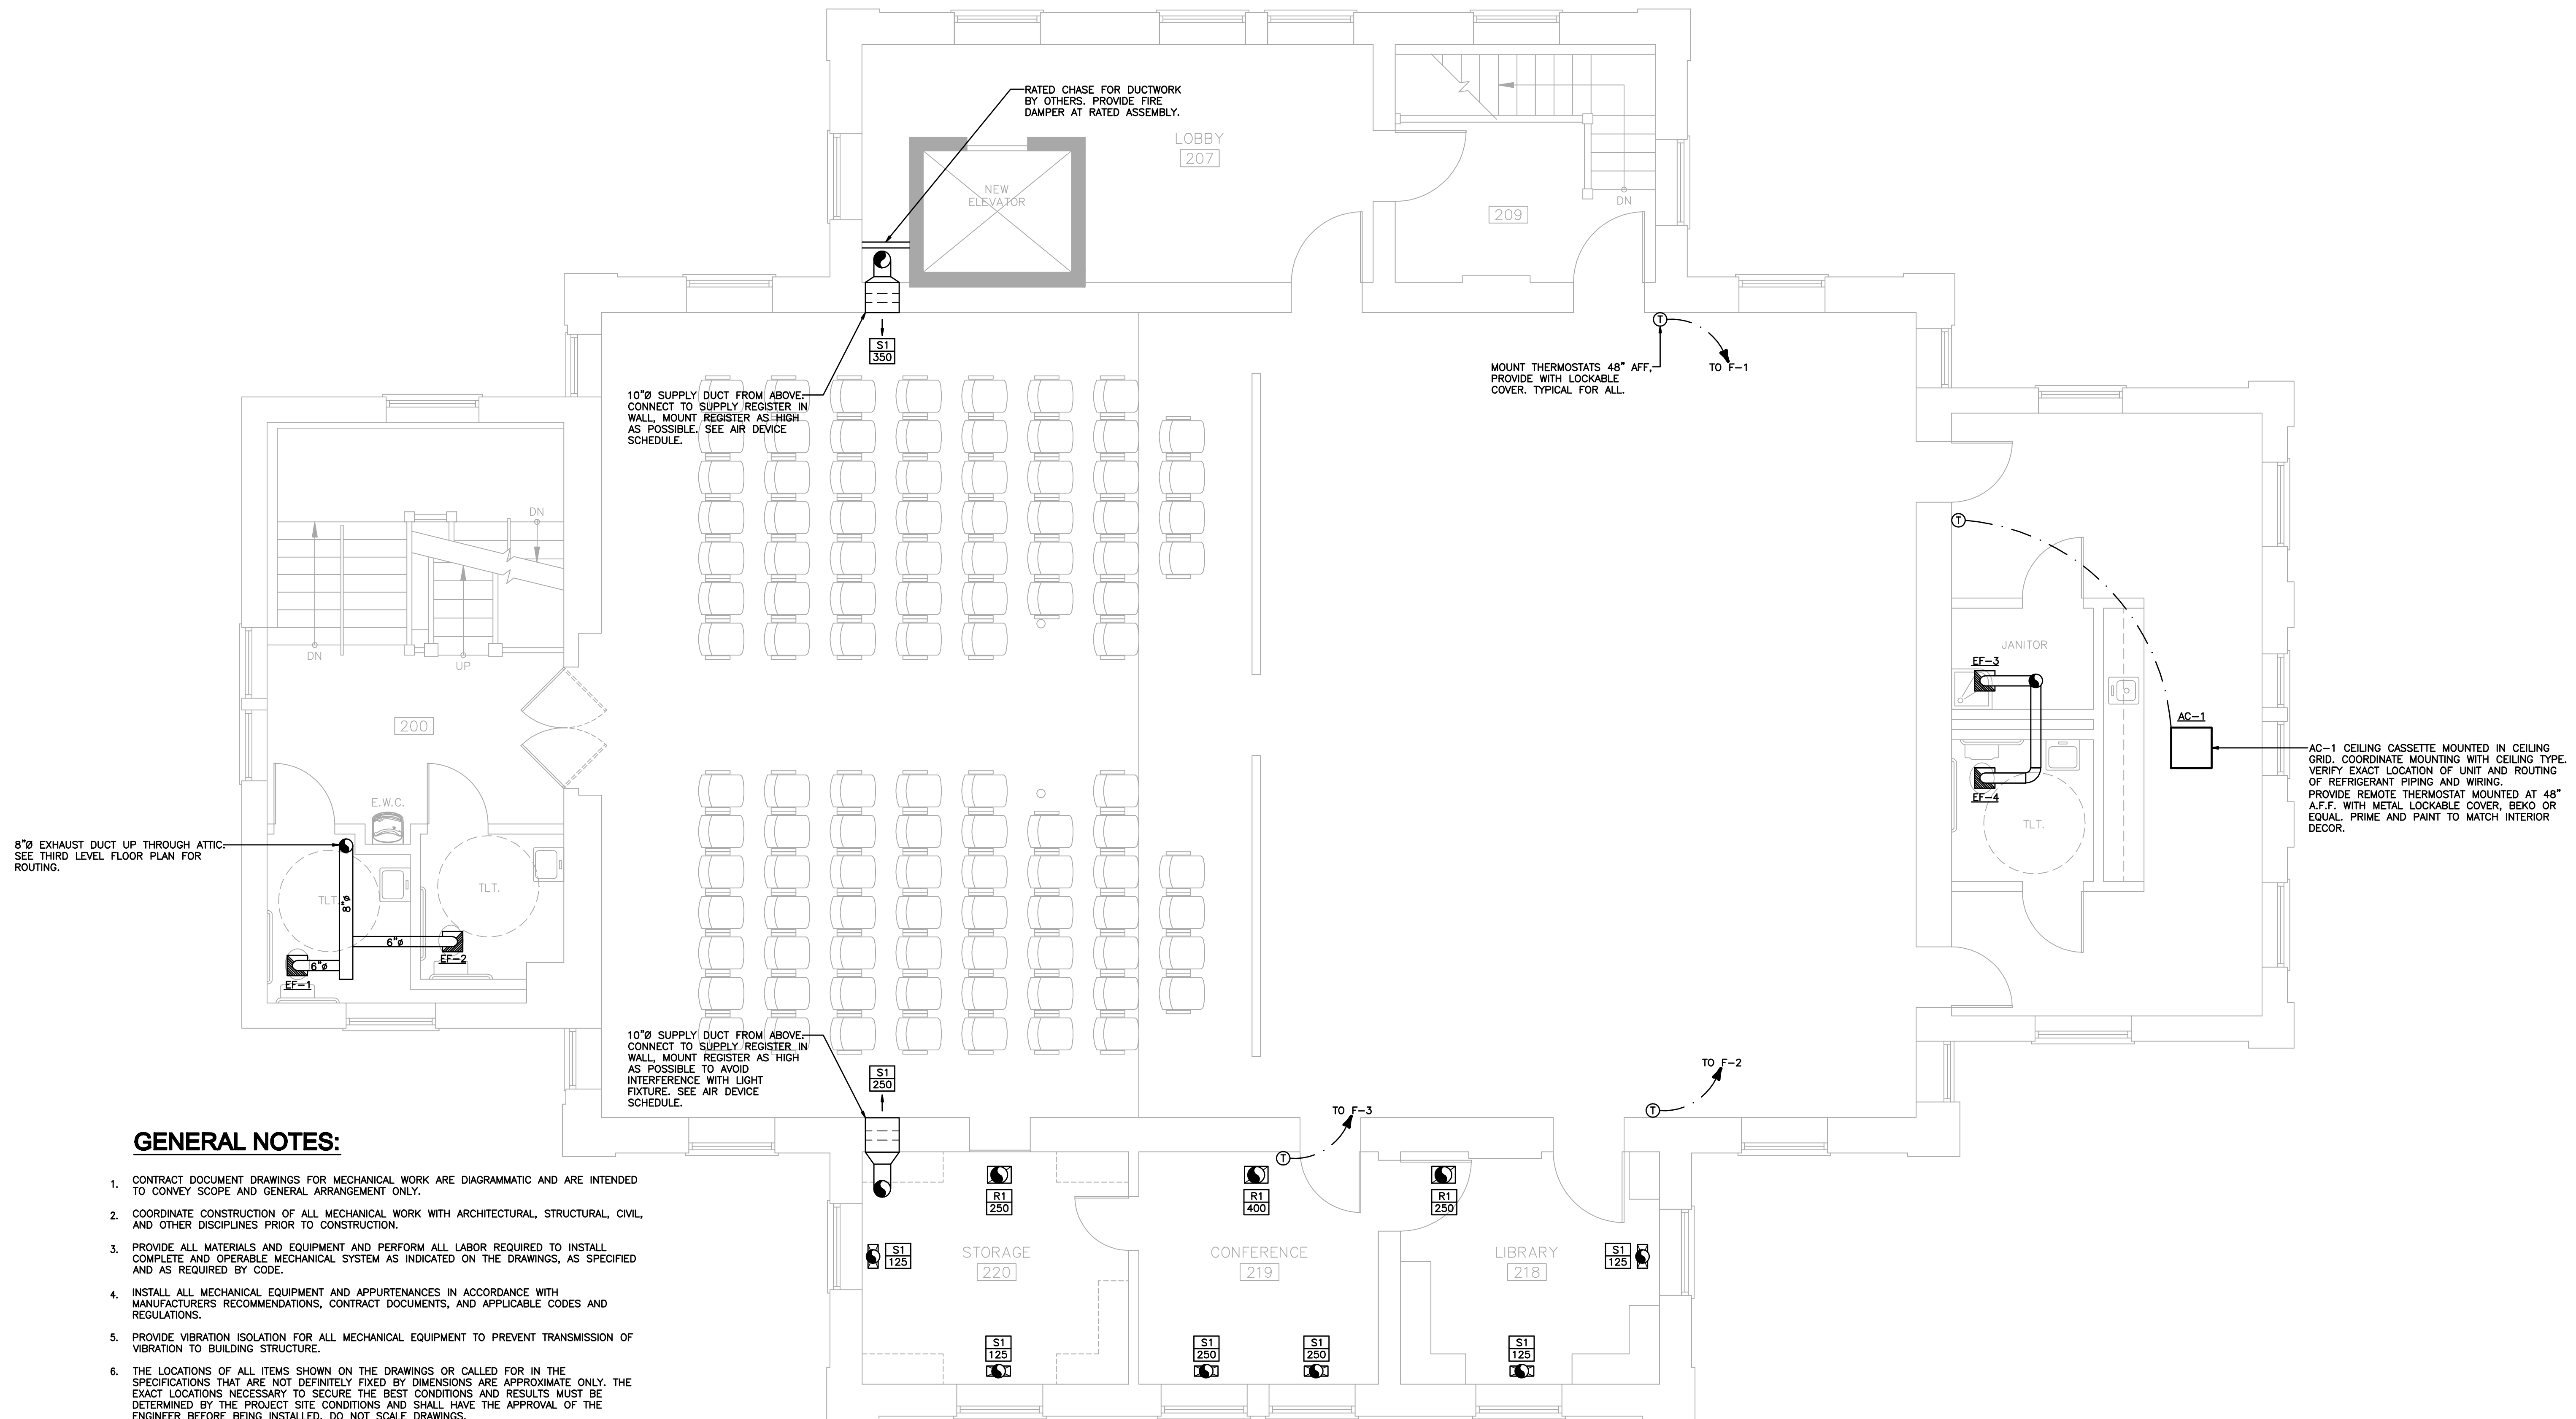 RATED CHASE FOR DUCTWORK
BY OTHERS. PROVIDE FIRE
DAMPER AT RATED ASSEMBLY.
LOBBY
207
NEW
ELEVATOR
209
DN
S1
350
10"Ø SUPPLY DUCT FROM ABOVE.
CONNECT TO SUPPLY REGISTER IN
WALL, MOUNT REGISTER AS HIGH
AS POSSIBLE. SEE AIR DEVICE
SCHEDULE.
T
MOUNT THERMOSTATS 48" AFF,
PROVIDE WITH LOCKABLE
COVER. TYPICAL FOR ALL.
TO F-1
DN
DN
UP
200
E.W.C.
8"Ø EXHAUST DUCT UP THROUGH ATTIC.
SEE THIRD LEVEL FLOOR PLAN FOR
ROUTING.
TLT.
8"ø
TLT.
6"ø
EF-2
6"ø
EF-1
T
JANITOR
EF-3
AC-1
EF-4
TLT.
AC-1 CEILING CASSETTE MOUNTED IN CEILING
GRID. COORDINATE MOUNTING WITH CEILING TYPE.
VERIFY EXACT LOCATION OF UNIT AND ROUTING
OF REFRIGERANT PIPING AND WIRING.
PROVIDE REMOTE THERMOSTAT MOUNTED AT 48"
A.F.F. WITH METAL LOCKABLE COVER, BEKO OR
EQUAL. PRIME AND PAINT TO MATCH INTERIOR
DECOR.
10"Ø SUPPLY DUCT FROM ABOVE.
CONNECT TO SUPPLY REGISTER IN
WALL, MOUNT REGISTER AS HIGH
AS POSSIBLE TO AVOID
INTERFERENCE WITH LIGHT
FIXTURE. SEE AIR DEVICE
SCHEDULE.
S1
250
TO F-3
T
TO F-2
T
R1
250
R1
400
R1
250
S1
125
STORAGE
220
CONFERENCE
219
LIBRARY
218
S1
125
S1
125
S1
250
S1
250
S1
125
GENERAL NOTES:
1. CONTRACT DOCUMENT DRAWINGS FOR MECHANICAL WORK ARE DIAGRAMMATIC AND ARE INTENDED
TO CONVEY SCOPE AND GENERAL ARRANGEMENT ONLY.
2. COORDINATE CONSTRUCTION OF ALL MECHANICAL WORK WITH ARCHITECTURAL, STRUCTURAL, CIVIL,
AND OTHER DISCIPLINES PRIOR TO CONSTRUCTION.
3. PROVIDE ALL MATERIALS AND EQUIPMENT AND PERFORM ALL LABOR REQUIRED TO INSTALL
COMPLETE AND OPERABLE MECHANICAL SYSTEM AS INDICATED ON THE DRAWINGS, AS SPECIFIED
AND AS REQUIRED BY CODE.
4. INSTALL ALL MECHANICAL EQUIPMENT AND APPURTENANCES IN ACCORDANCE WITH
MANUFACTURERS RECOMMENDATIONS, CONTRACT DOCUMENTS, AND APPLICABLE CODES AND
REGULATIONS.
5. PROVIDE VIBRATION ISOLATION FOR ALL MECHANICAL EQUIPMENT TO PREVENT TRANSMISSION OF
VIBRATION TO BUILDING STRUCTURE.
6. THE LOCATIONS OF ALL ITEMS SHOWN ON THE DRAWINGS OR CALLED FOR IN THE
SPECIFICATIONS THAT ARE NOT DEFINITELY FIXED BY DIMENSIONS ARE APPROXIMATE ONLY. THE
EXACT LOCATIONS NECESSARY TO SECURE THE BEST CONDITIONS AND RESULTS MUST BE
DETERMINED BY THE PROJECT SITE CONDITIONS AND SHALL HAVE THE APPROVAL OF THE
ENGINEER BEFORE BEING INSTALLED. DO NOT SCALE DRAWINGS.